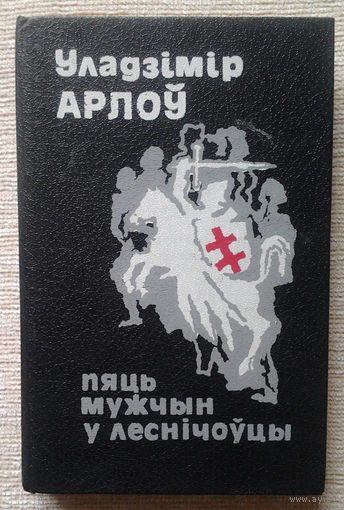 Уладзімір
АРЛОЎ
пяць
мужчын
у леснічоўцы